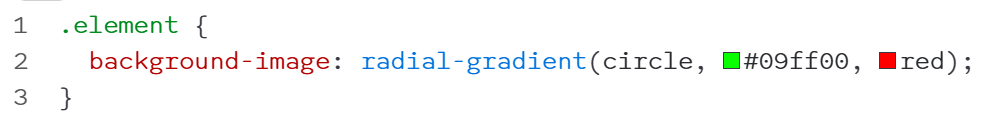 1 .element {
2 background-image: radial-gradient(circle, #09ff00, red);
3 }